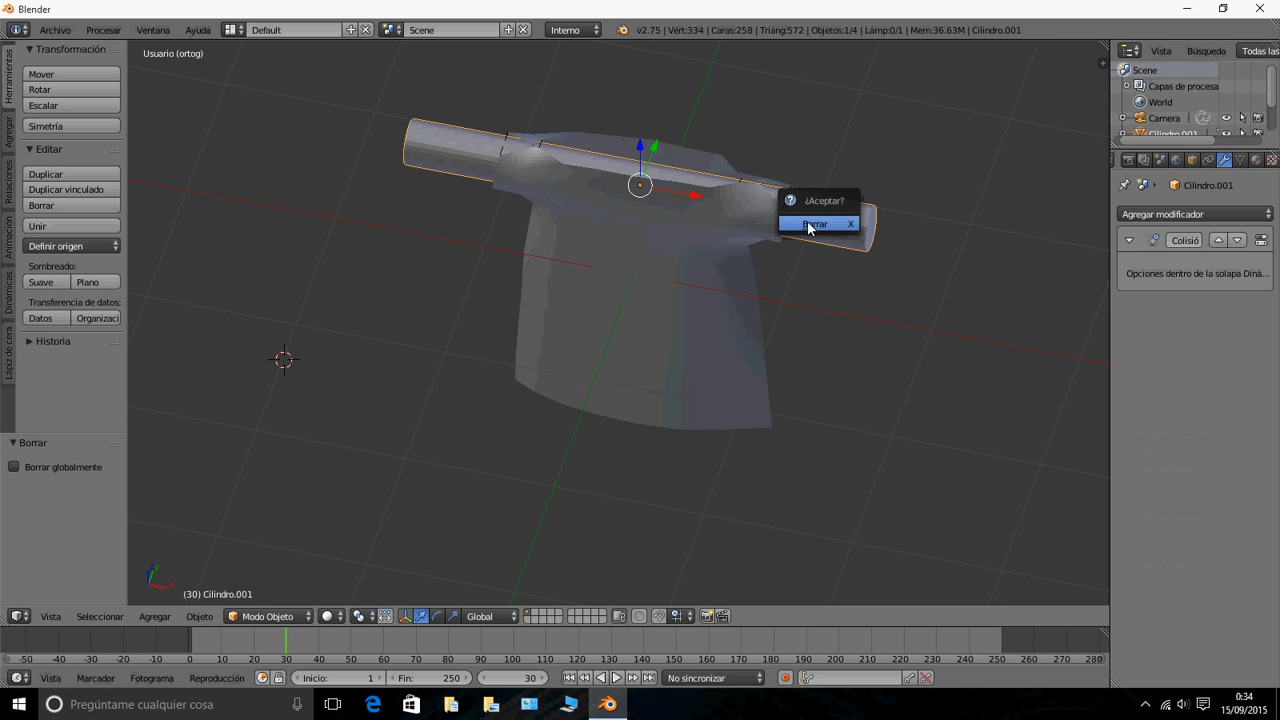 Blender
Archivo Procesar Ventana Ayuda Default Scene Interno v2.75 | Vért:334 | Caras:258 | Triáng:572 | Objetos:1/4 | Lámp:0/1 | Mem:36.63M | Cilindro.001
Transformación
Mover
Rotar
Escalar
Simetría
Editar
Duplicar
Duplicar vinculado
Borrar
Unir
Definir origen
Sombreado:
Suave Plano
Transferencia de datos:
Datos Organizaci
Historia
Herramientas
Agregar
Relaciones
Animación
Dinámicas
Lápiz de cera
Borrar
Borrar globalmente
Usuario (ortog)
¿Aceptar?
Borrar X
(30) Cilindro.001
Vista Búsqueda Todas las
Scene
Capas de procesa
World
Camera
Cilindro.001
Cilindro.001
Agregar modificador
Colisió
Opciones dentro de la solapa Diná...
Vista Seleccionar Agregar Objeto Modo Objeto Global
-50 -40 -30 -20 -10 0 10 20 30 40 50 60 70 80 90 100 110 120 130 140 150 160 170 180 190 200 210 220 230 240 250 260 270 280
Vista Marcador Fotograma Reproducción Inicio: 1 Fin: 250 30 No sincronizar
Pregúntame cualquier cosa
0:34
15/09/2015